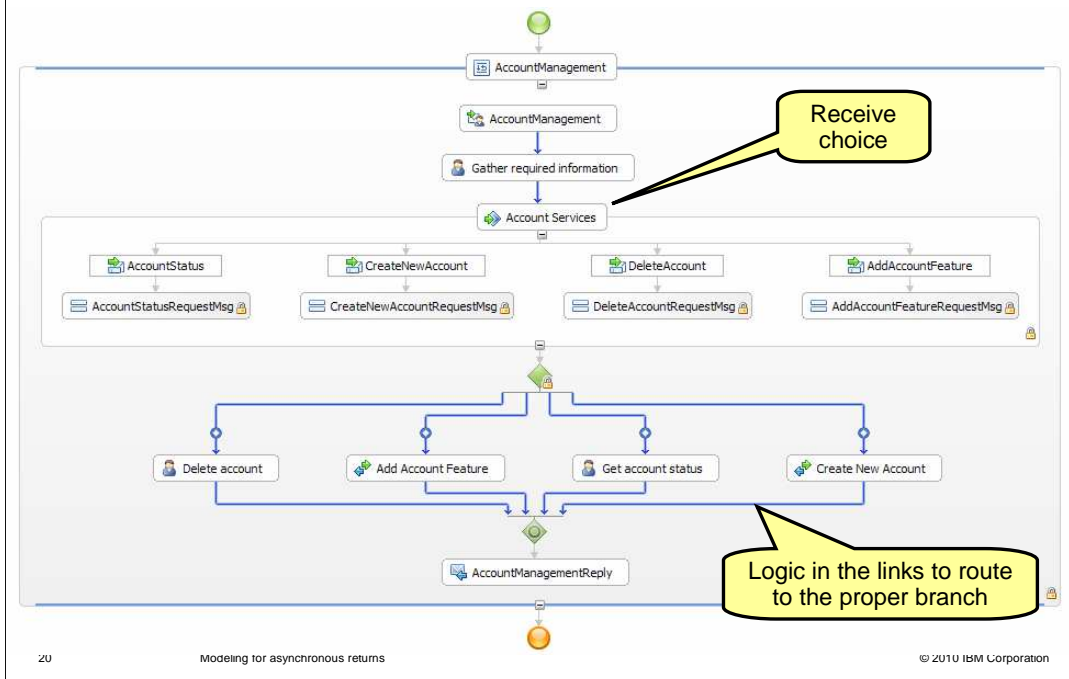 AccountManagement
AccountManagement
Receive
choice
Gather required information
Account Services
AccountStatus
CreateNewAccount
DeleteAccount
AddAccountFeature
AccountStatusRequestMsg
CreateNewAccountRequestMsg
DeleteAccountRequestMsg
AddAccountFeatureRequestMsg
Delete account
Add Account Feature
Get account status
Create New Account
AccountManagementReply
Logic in the links to route
to the proper branch
20
Modeling for asynchronous returns
© 2010 IBM Corporation